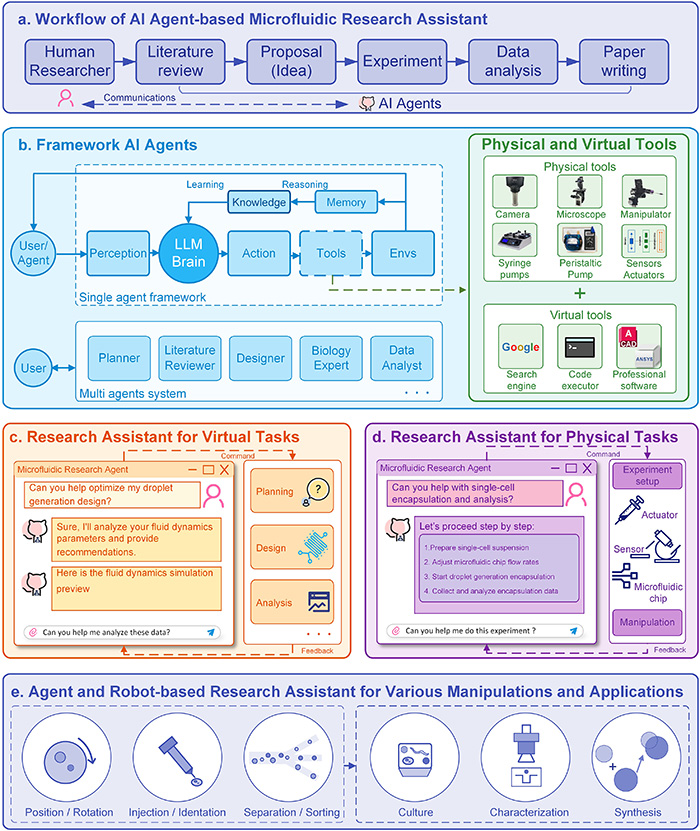 a. Workflow of AI Agent-based Microfluidic Research Assistant
Human
Researcher
Literature
review
Proposal
(Idea)
Experiment
Data
analysis
Paper
writing
Communications
AI Agents
b. Framework AI Agents
Learning
Reasoning
Knowledge
Memory
User/
Agent
Perception
LLM
Brain
Action
Tools
Envs
Single agent framework
User
Planner
Literature
Reviewer
Designer
Biology
Expert
Data
Analyst
Multi agents system
. . .
Physical and Virtual Tools
Physical tools
Camera
Microscope
Manipulator
Syringe
pumps
Peristaltic
Pump
Sensors
Actuators
+
Virtual tools
Google
A
CAD
ANSYS
Search
engine
Code
executor
Professional
software
c. Research Assistant for Virtual Tasks
Command
Microfluidic Research Agent
Can you help optimize my droplet
generation design?
Sure, I'll analyze your fluid dynamics
parameters and provide
recommendations.
Here is the fluid dynamics simulation
preview
Can you help me analyze these data?
Planning
?
Design
Analysis
. . .
Feedback
d. Research Assistant for Physical Tasks
Command
Microfluidic Research Agent
Can you help with single-cell
encapsulation and analysis?
Let's proceed step by step:
1. Prepare single-cell suspension
2. Adjust microfluidic chip flow rates
3. Start droplet generation encapsulation
4. Collect and analyze encapsulation data
Can you help me do this experiment ?
Experiment
setup
Actuator
Sensor
Microfluidic
chip
Manipulation
Feedback
e. Agent and Robot-based Research Assistant for Various Manipulations and Applications
Position / Rotation
Injection / Identation
Separation / Sorting
Culture
Characterization
+
Synthesis